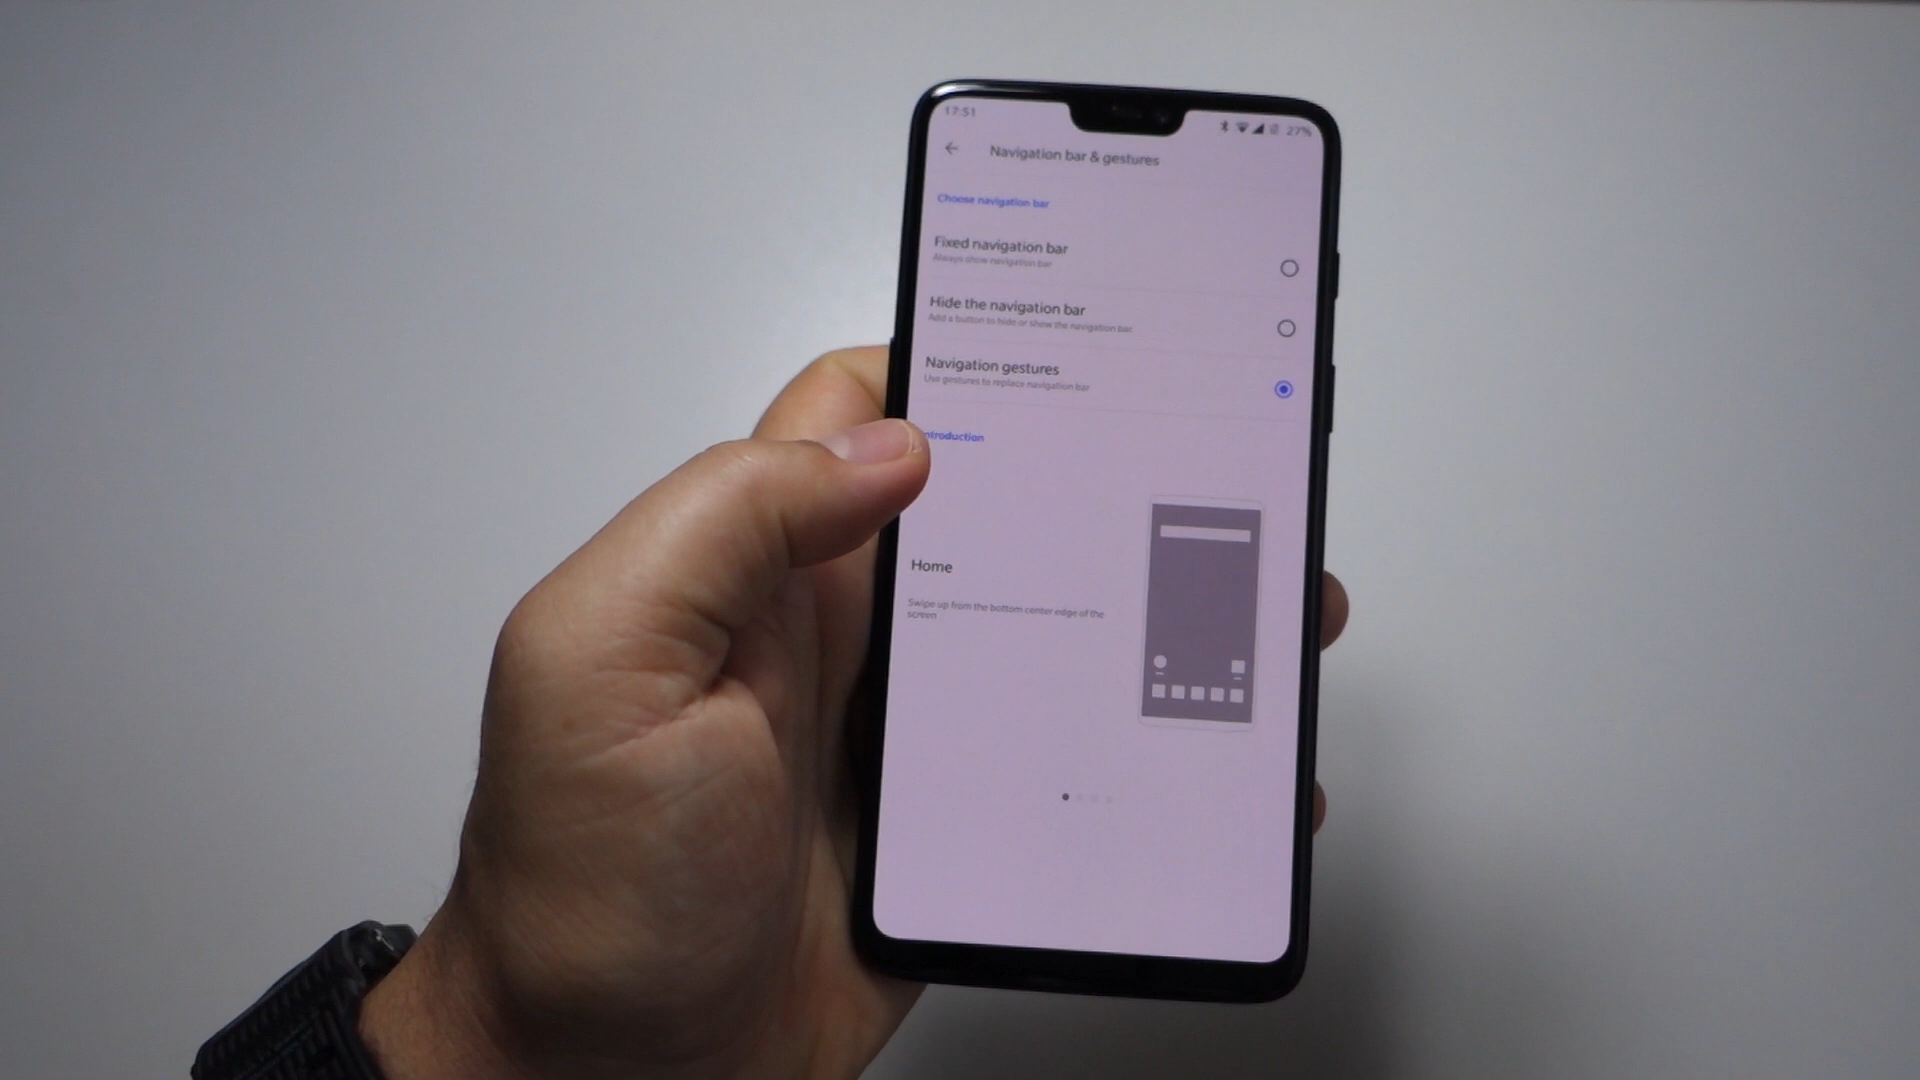 17:51
27%
Navigation bar & gestures
Choose navigation bar
Fixed navigation bar
Always show navigation bar
Hide the navigation bar
Add a button to hide or show the navigation bar
Navigation gestures
Use gestures to replace navigation bar
ntroduction
Home
Swipe up from the bottom center edge of the
screen